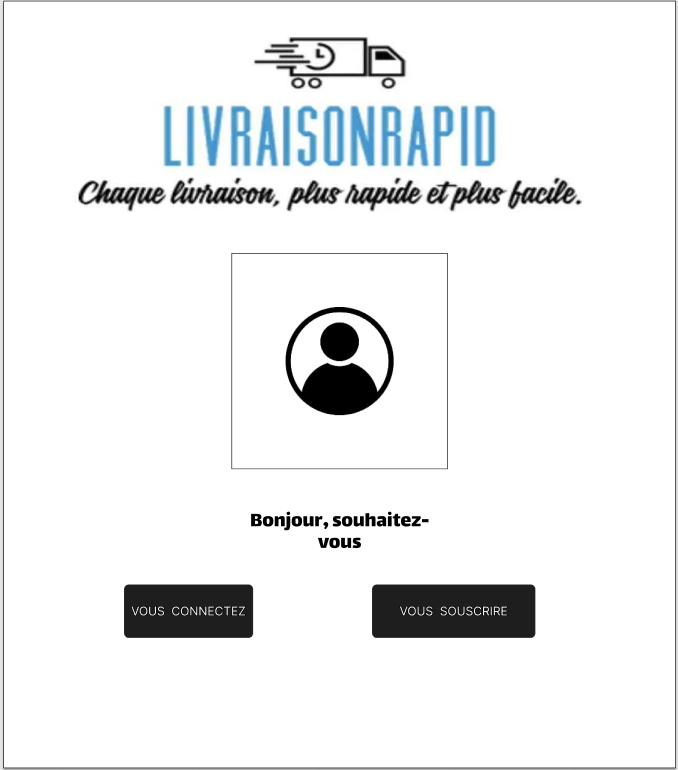 LIVRAISONRAPID
Chaque livraison, plus rapide et plus facile.
Bonjour, souhaitez-
vous
VOUS CONNECTEZ
VOUS SOUSCRIRE